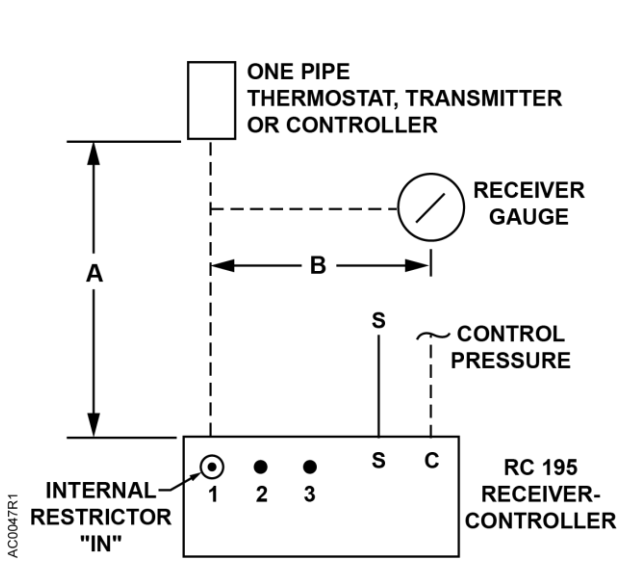 ONE PIPE
THERMOSTAT, TRANSMITTER
OR CONTROLLER
RECEIVER
GAUGE
A
B
S
CONTROL
PRESSURE
S
C
1
2
3
INTERNAL
RESTRICTOR
"IN"
RC 195
RECEIVER-
CONTROLLER
AC0047R1